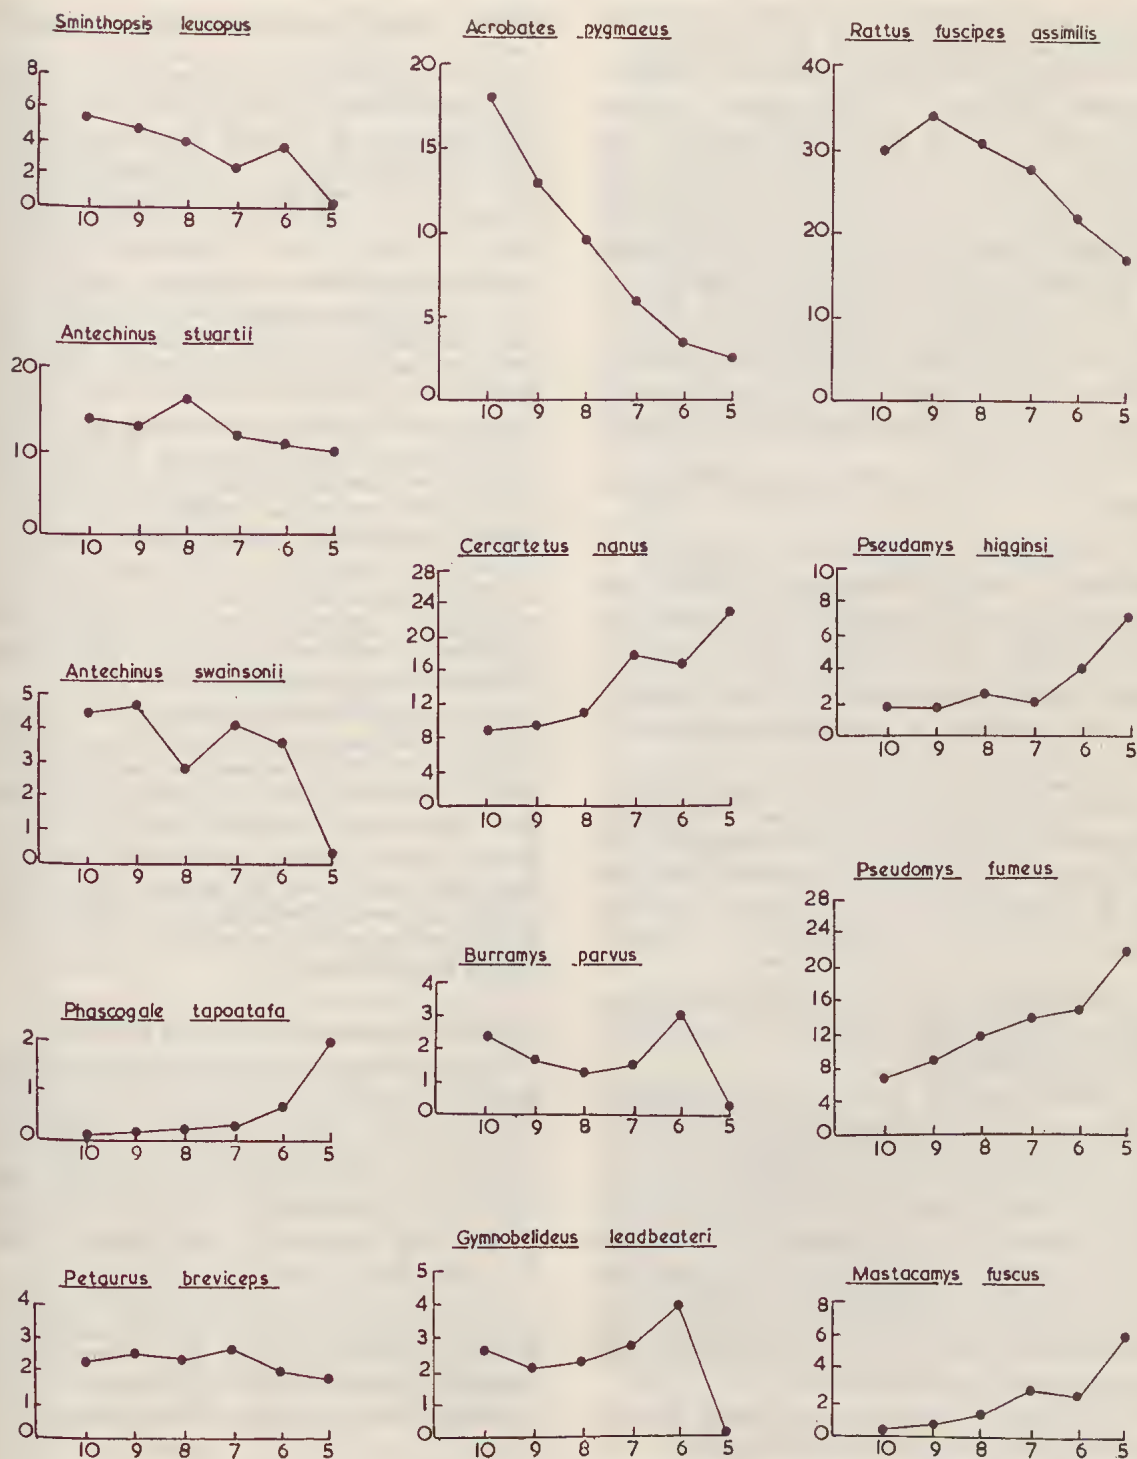 Sminthopsis leucopus
8
6
4
2
0
10 9 8 7 6 5
Antechinus stuartii
20
10
0
10 9 8 7 6 5
Antechinus swainsonii
5
4
3
2
1
0
10 9 8 7 6 5
Phascogale tapoatafa
2
1
0
10 9 8 7 6 5
Petaurus breviceps
4
3
2
1
0
10 9 8 7 6 5
Acrobates pygmaeus
20
15
10
5
0
10 9 8 7 6 5
Cercartetus nanus
28
24
20
16
12
8
4
0
10 9 8 7 6 5
Burramys parvus
4
3
2
1
0
10 9 8 7 6 5
Gymnobelideus leadbeateri
5
4
3
2
1
0
10 9 8 7 6 5
Rattus fuscipes assimilis
40
30
20
10
0
10 9 8 7 6 5
Pseudamys higginsi
10
8
6
4
2
0
10 9 8 7 6 5
Pseudomys fumeus
28
24
20
16
12
8
4
0
10 9 8 7 6 5
Mastacamys fuscus
8
6
4
2
0
10 9 8 7 6 5